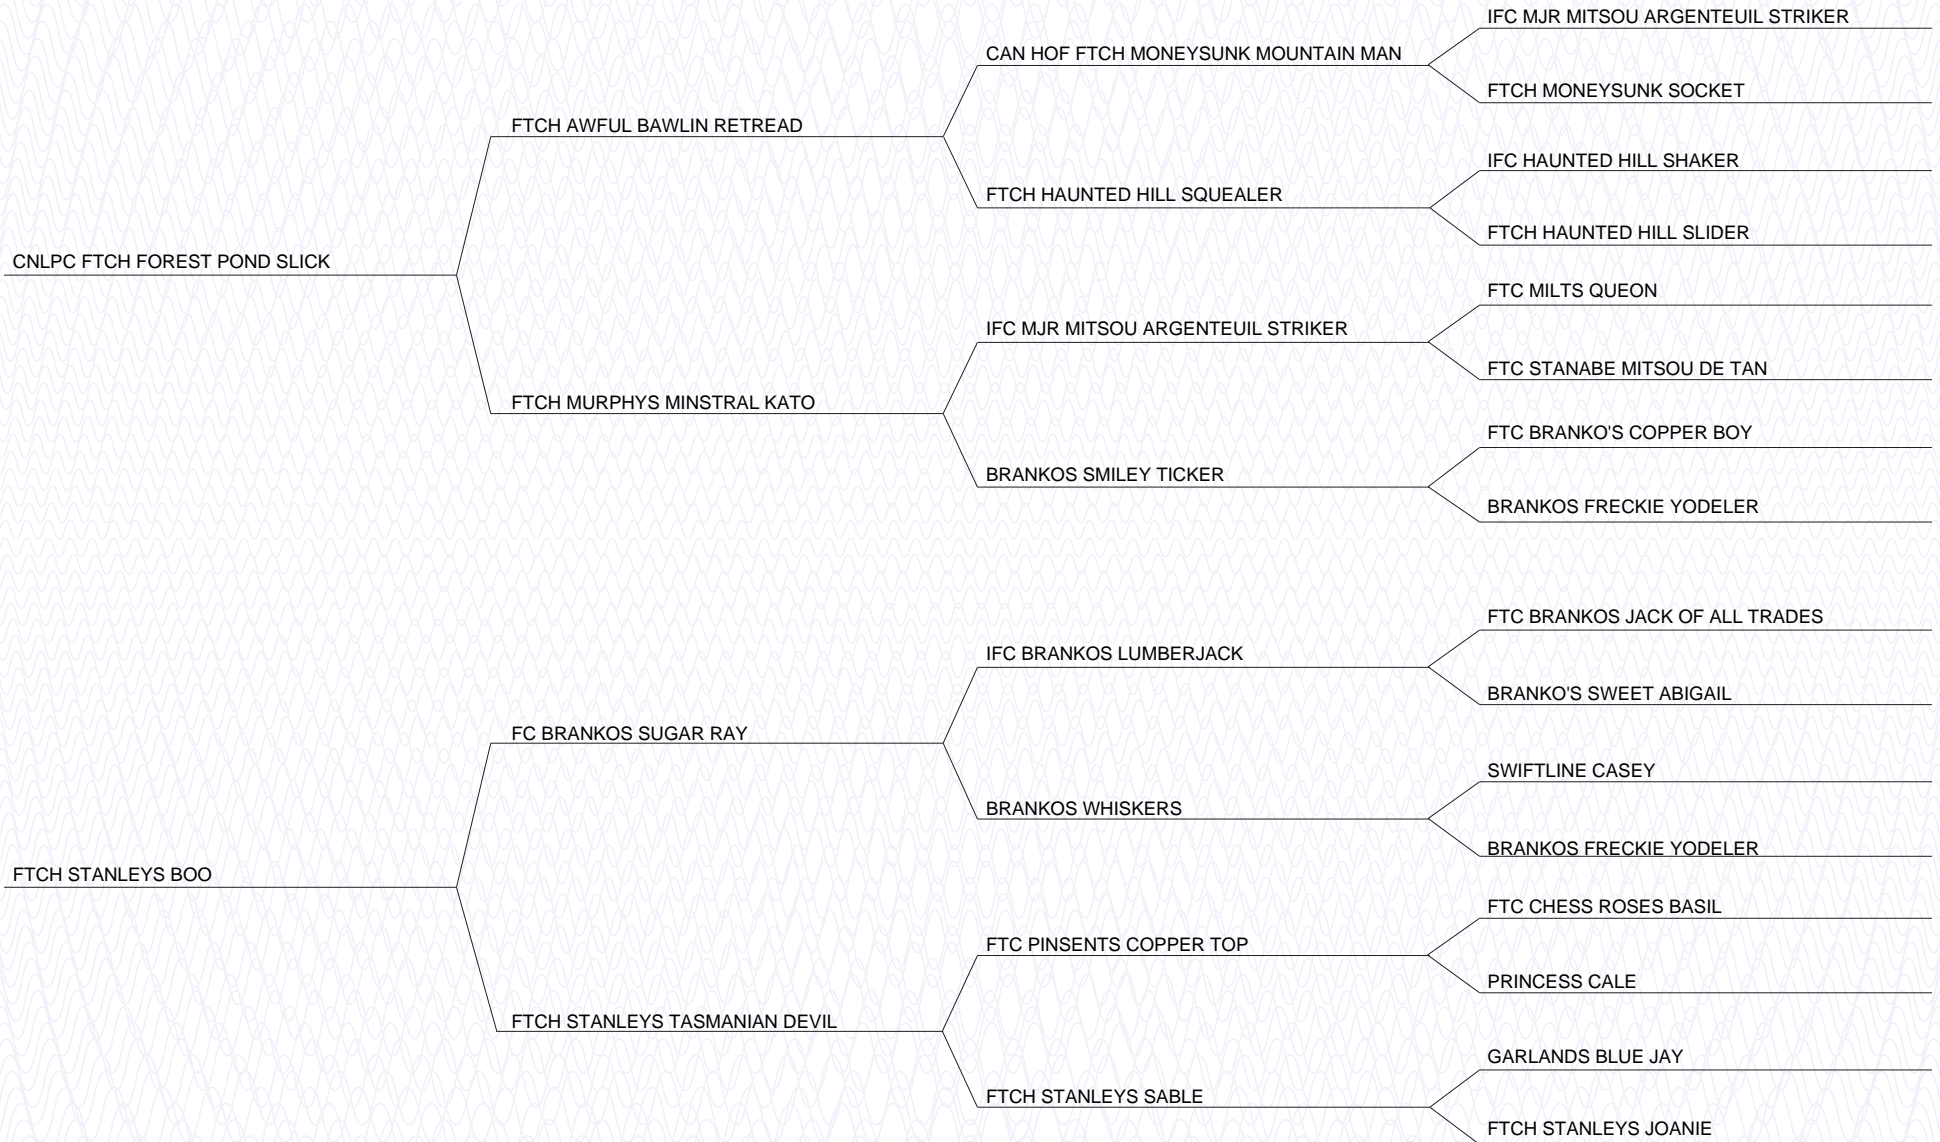 IFC MJR MITSOU ARGENTEUIL STRIKER
CAN HOF FTCH MONEYSUNK MOUNTAIN MAN
FTCH MONEYSUNK SOCKET
FTCH AWFUL BAWLIN RETREAD
IFC HAUNTED HILL SHAKER
FTCH HAUNTED HILL SQUEALER
FTCH HAUNTED HILL SLIDER
CNLPC FTCH FOREST POND SLICK
FTC MILTS QUEON
IFC MJR MITSOU ARGENTEUIL STRIKER
FTC STANABE MITSOU DE TAN
FTCH MURPHYS MINSTRAL KATO
FTC BRANKO'S COPPER BOY
BRANKOS SMILEY TICKER
BRANKOS FRECKIE YODELER
FTC BRANKOS JACK OF ALL TRADES
IFC BRANKOS LUMBERJACK
BRANKO'S SWEET ABIGAIL
FC BRANKOS SUGAR RAY
SWIFTLINE CASEY
BRANKOS WHISKERS
BRANKOS FRECKIE YODELER
FTCH STANLEYS BOO
FTC CHESS ROSES BASIL
FTC PINSENTS COPPER TOP
PRINCESS CALE
FTCH STANLEYS TASMANIAN DEVIL
GARLANDS BLUE JAY
FTCH STANLEYS SABLE
FTCH STANLEYS JOANIE